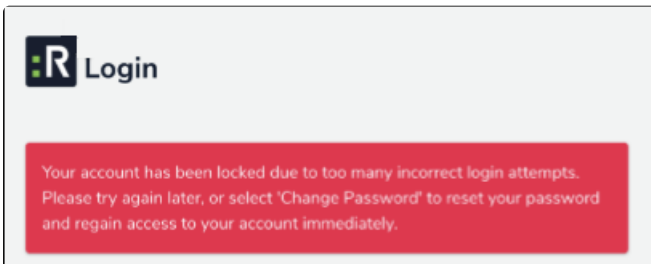 :R Login
Your account has been locked due to too many incorrect login attempts.
Please try again later, or select 'Change Password' to reset your password
and regain access to your account immediately.